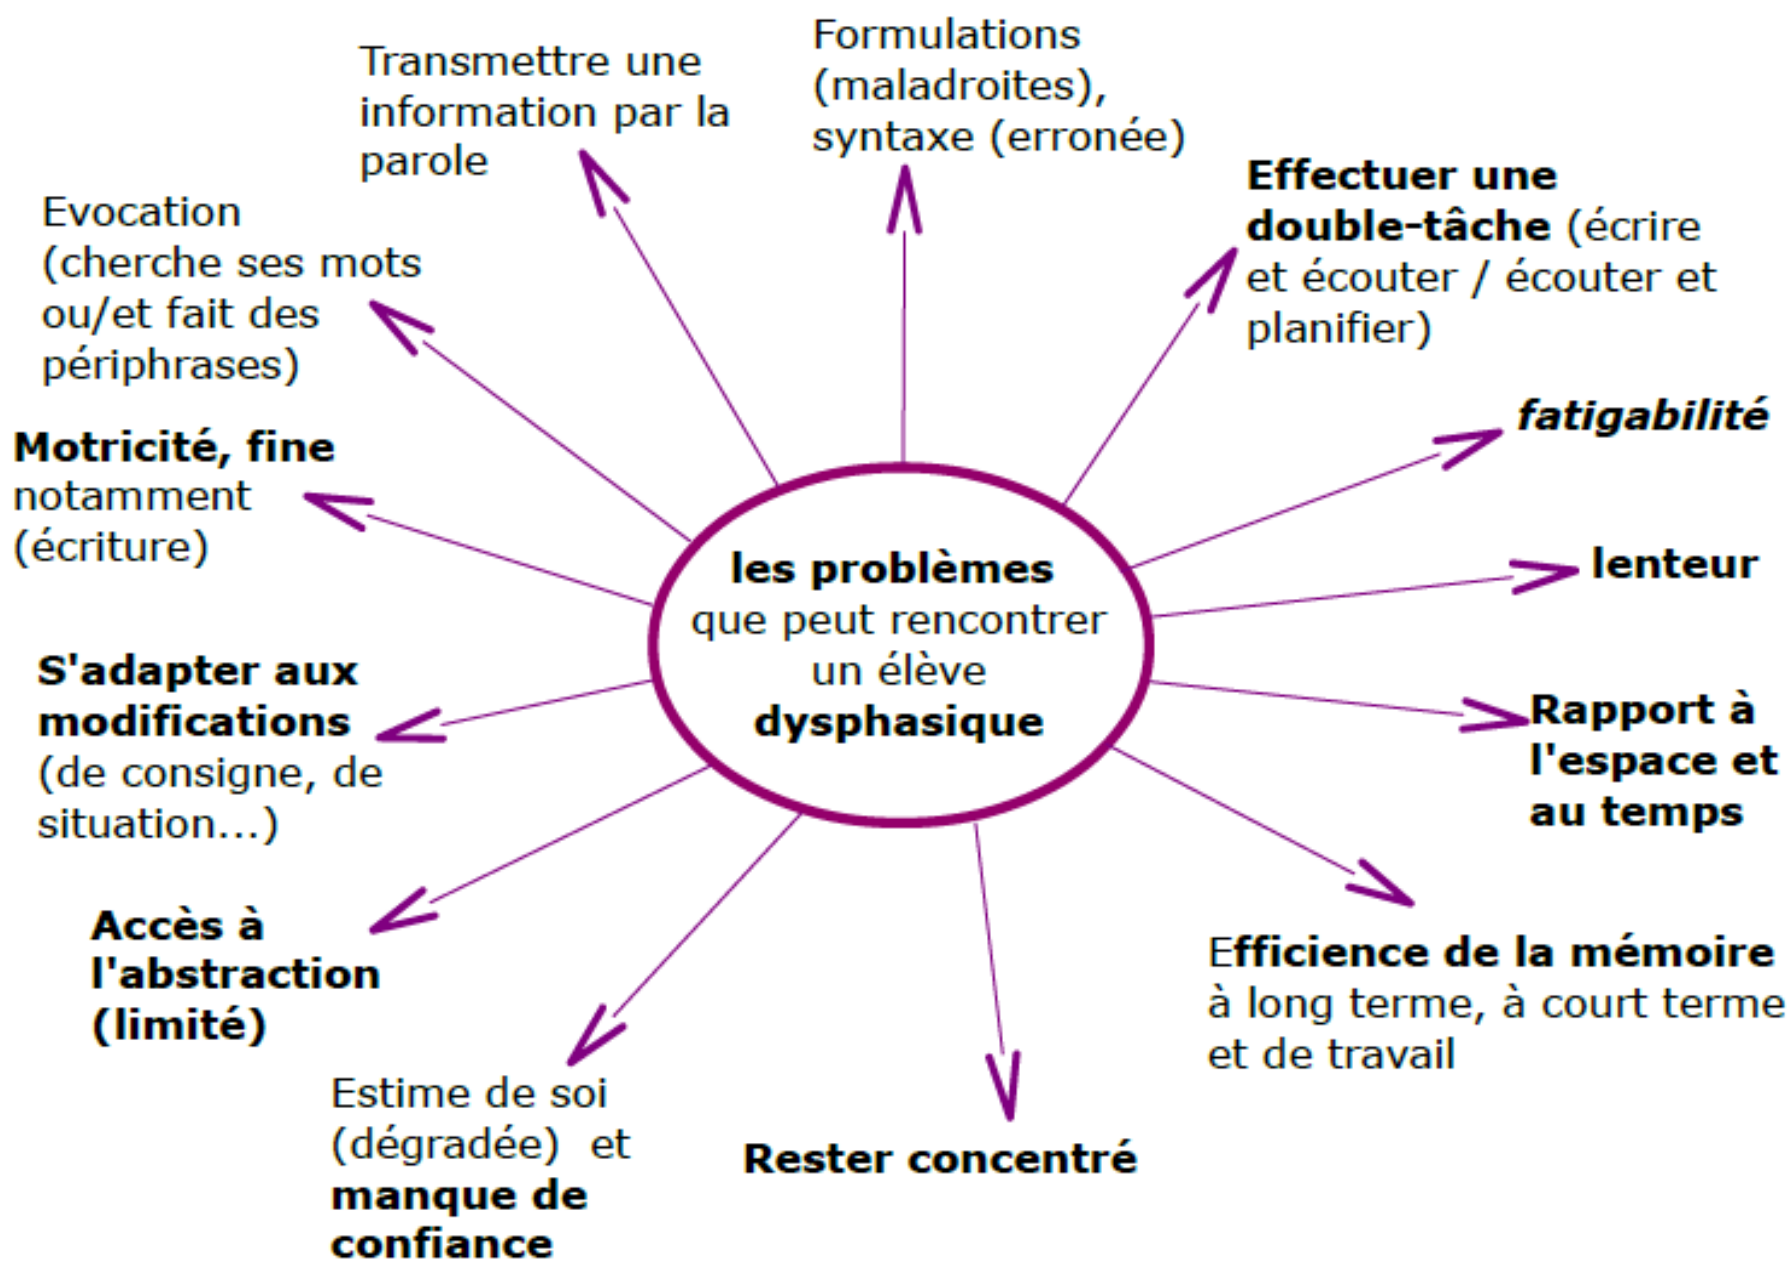 Formulations
(maladroites),
syntaxe (erronée)
Transmettre une
information par la
parole
Effectuer une
double-tâche (écrire
et écouter / écouter et
planifier)
Evocation
(cherche ses mots
ou/et fait des
périphrases)
fatigabilité
Motricité, fine
notamment
(écriture)
lenteur
les problèmes
que peut rencontrer
un élève
dysphasique
S'adapter aux
modifications
(de consigne, de
situation...)
Rapport à
l'espace et
au temps
Accès à
l'abstraction
(limité)
Efficience de la mémoire
à long terme, à court terme
et de travail
Estime de soi
(dégradée)  et
manque de
confiance
Rester concentré